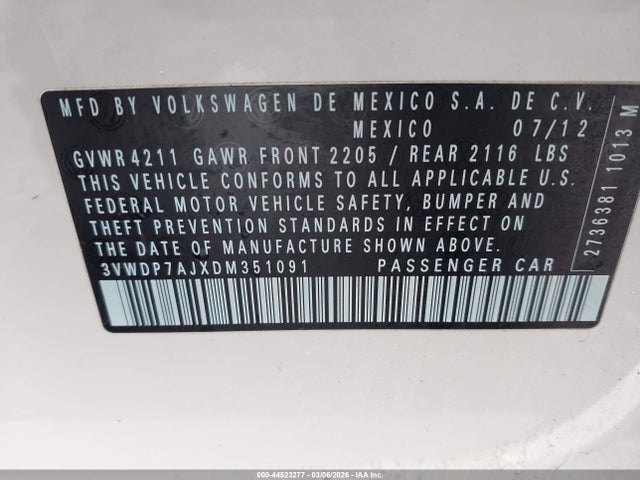 MFD BY VOLKSWAGEN DE MEXICO S.A. DE C.V.
MEXICO 07/12
GVWR 4211 GAWR FRONT 2205 / REAR 2116 LBS
THIS VEHICLE CONFORMS TO ALL APPLICABLE U.S.
FEDERAL MOTOR VEHICLE SAFETY, BUMPER AND
THEFT PREVENTION STANDARDS IN EFFECT ON
THE DATE OF MANUFACTURE SHOWN ABOVE.
3VWDP7AJXDM351091 PASSENGER CAR
2736381 1013 M
000-44523277 - 03/06/2026 - IAAI.COM